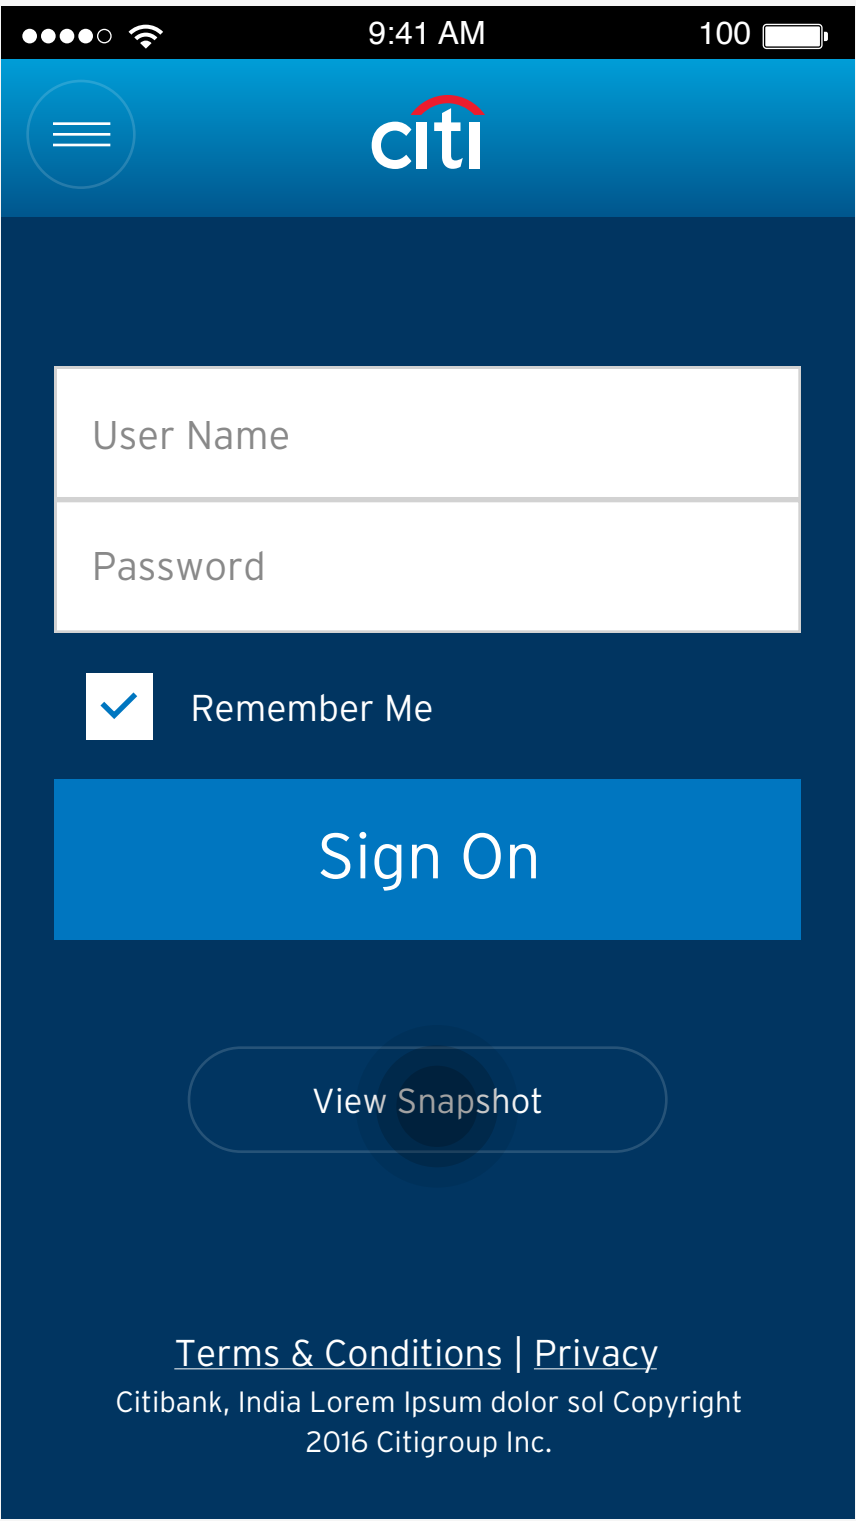 9:41 AM 100
citi
User Name
Password
Remember Me
Sign On
View Snapshot
Terms & Conditions | Privacy
Citibank, India Lorem Ipsum dolor sol Copyright
2016 Citigroup Inc.